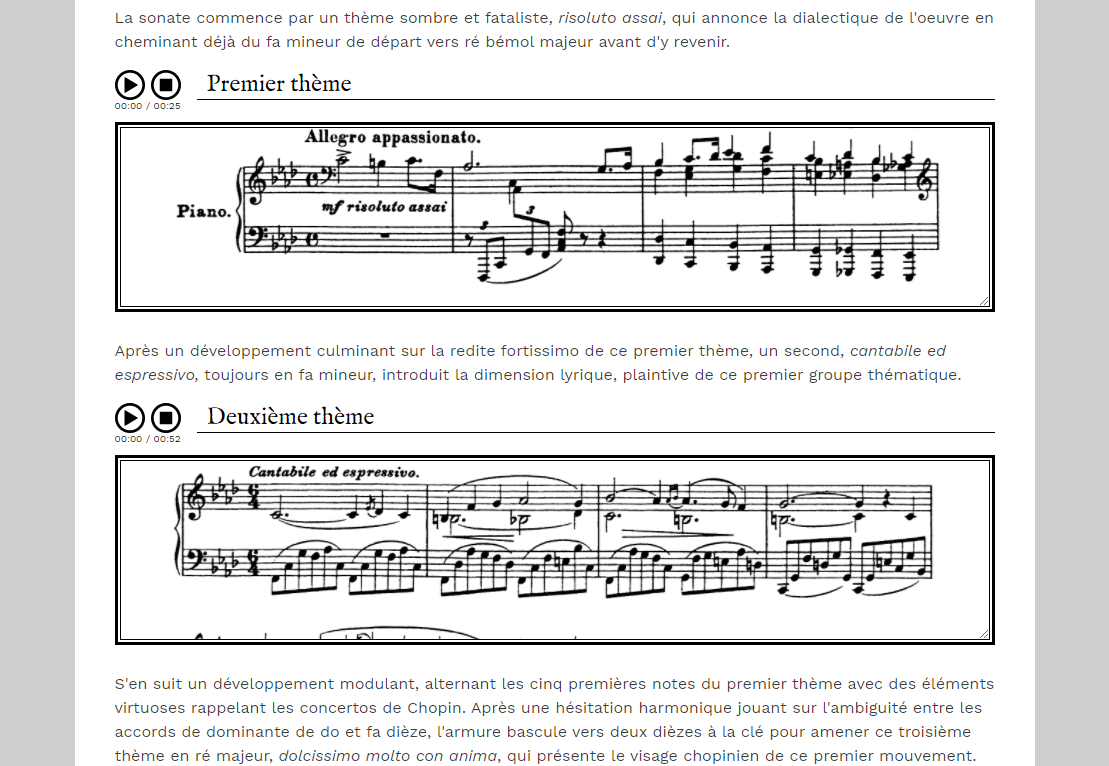 La sonate commence par un thème sombre et fataliste, risoluto assai, qui annonce la dialectique de l'oeuvre en
cheminant déjà du fa mineur de départ vers ré bémol majeur avant d'y revenir.
Premier thème
00:00 / 00:25
Allegro appassionato.
mf risoluto assai
Piano.
3
3
Après un développement culminant sur la redite fortissimo de ce premier thème, un second, cantabile ed
espressivo, toujours en fa mineur, introduit la dimension lyrique, plaintive de ce premier groupe thématique.
Deuxième thème
00:00 / 00:52
Cantabile ed espressivo.
6
4
6
4
S'en suit un développement modulant, alternant les cinq premières notes du premier thème avec des éléments
virtuoses rappelant les concertos de Chopin. Après une hésitation harmonique jouant sur l'ambiguité entre les
accords de dominante de do et fa dièze, l'armure bascule vers deux dièzes à la clé pour amener ce troisième
thème en ré majeur, dolcissimo molto con anima, qui présente le visage chopinien de ce premier mouvement.